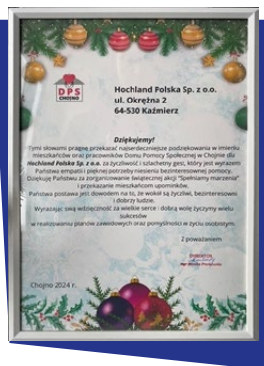 DPS
CHOJNO
Hochland Polska Sp. z o.o.
ul. Okrężna 2
64-530 Kaźmierz
Dziękujemy!
Tymi słowami pragnę przekazać najserdeczniejsze podziękowania w imieniu
mieszkańców oraz pracowników Domu Pomocy Społecznej w Chojnie dla
Hochland Polska Sp. z o.o. za życzliwość i szlachetny gest, który jest wyrazem
Państwa empatii i pięknej potrzeby niesienia bezinteresownej pomocy.
Dziękuję Państwu za zorganizowanie świątecznej akcji "Spełniamy marzenia"
i przekazanie mieszkańcom upominków.
Państwa postawa jest dowodem na to, że wokół są życzliwi, bezinteresowni
i dobrzy ludzie.
Wyrażając swą wdzięczność za wielkie serca i dobrą wolę życzymy wielu
sukcesów
w realizowaniu planów zawodowych oraz pomyślności w życiu osobistym.
Z poważaniem
DYREKTOR
Chojno 2024 r.